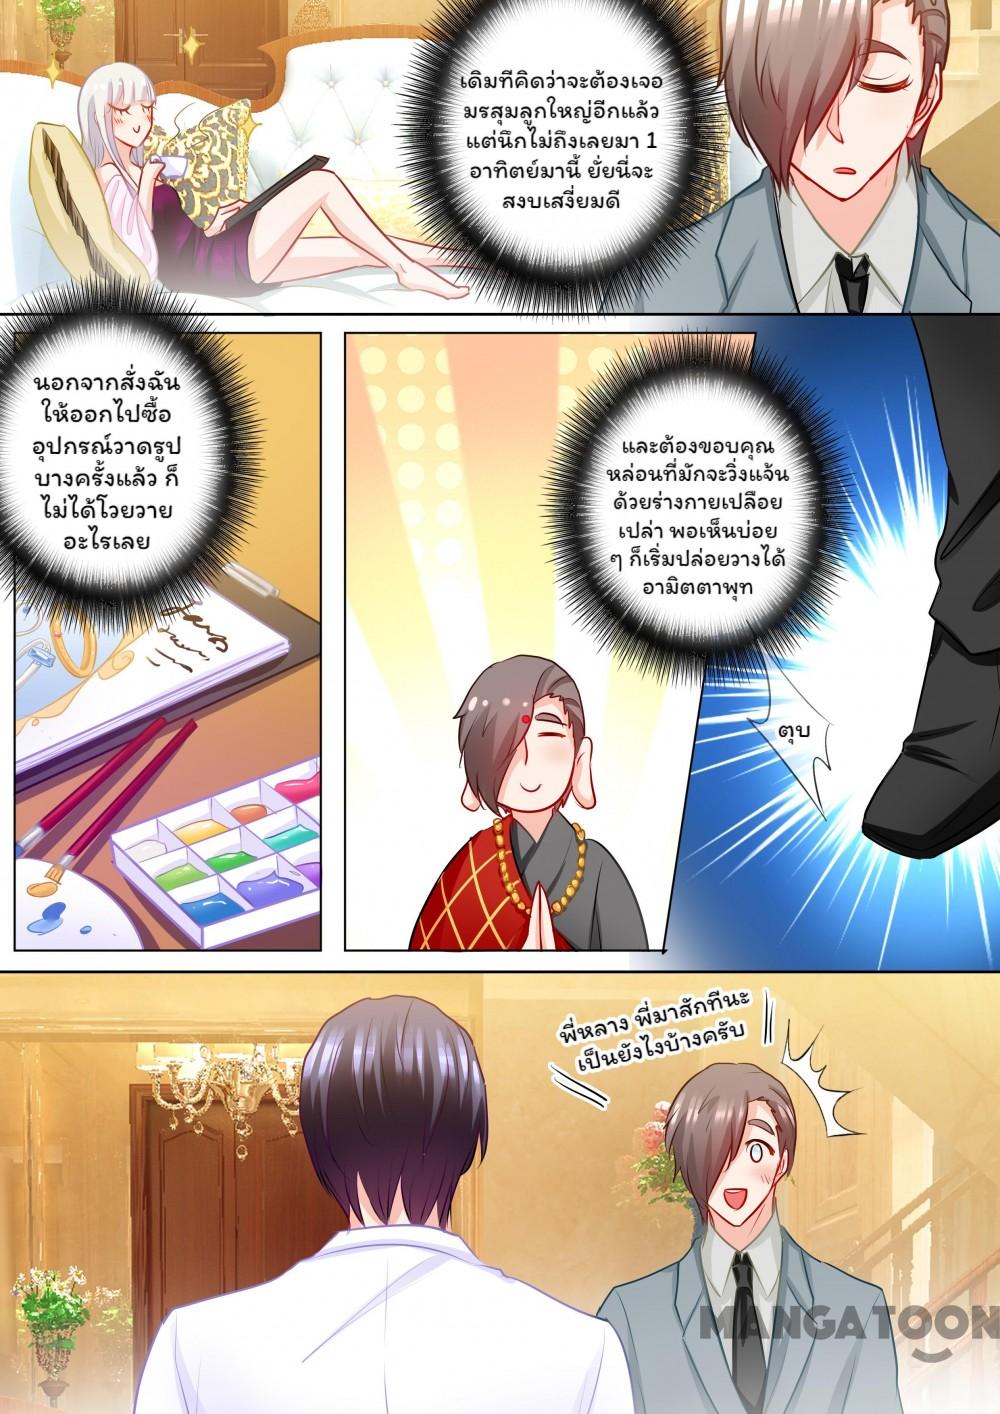 เดิมทีคิดว่าจะต้องเจอ
มรสุมลูกใหญ่อีกแล้ว
แต่นึกไม่ถึงเลยมา 1
อาทิตย์มานี้ ยั่ยนี่จะ
สงบเสงี่ยมดี
นอกจากสั่งฉัน
ให้ออกไปซื้อ
อุปกรณ์วาดรูป
บางครั้งแล้ว ก็
ไม่ได้โวยวาย
อะไรเลย
และต้องขอบคุณ
หล่อนที่มักจะวิ่งแจ้น
ด้วยร่างกายเปลือย
เปล่า พอเห็นบ่อย
ๆ ก็เริ่มปล่อยวางได้
อามิตตาพุท
ตุบ
พี่หลาง พี่มาสักทีนะ
เป็นยังไงบ้างครับ
MANGATOON